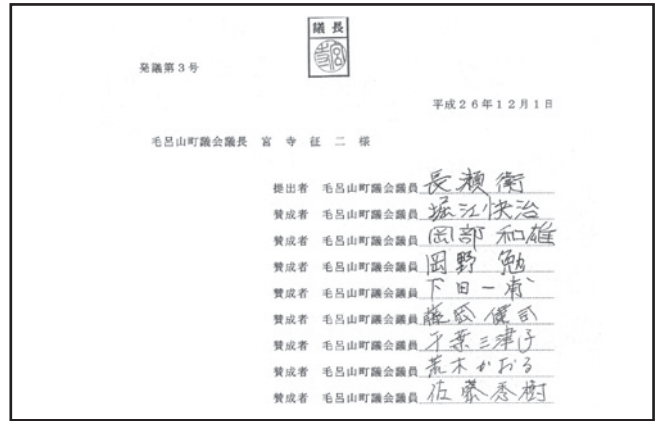 議長
宮寺
発議第3号
平成26年12月1日
毛呂山町議会議長 宮寺征二様
提出者 毛呂山町議会議員 長瀬衛
賛成者 毛呂山町議会議員 堀江快治
賛成者 毛呂山町議会議員 岡部和雄
賛成者 毛呂山町議会議員 岡野勉
賛成者 毛呂山町議会議員 下田一甫
賛成者 毛呂山町議会議員 藤岡健司
賛成者 毛呂山町議会議員 千葉三津子
賛成者 毛呂山町議会議員 荒木かおる
賛成者 毛呂山町議会議員 佐藤秀樹